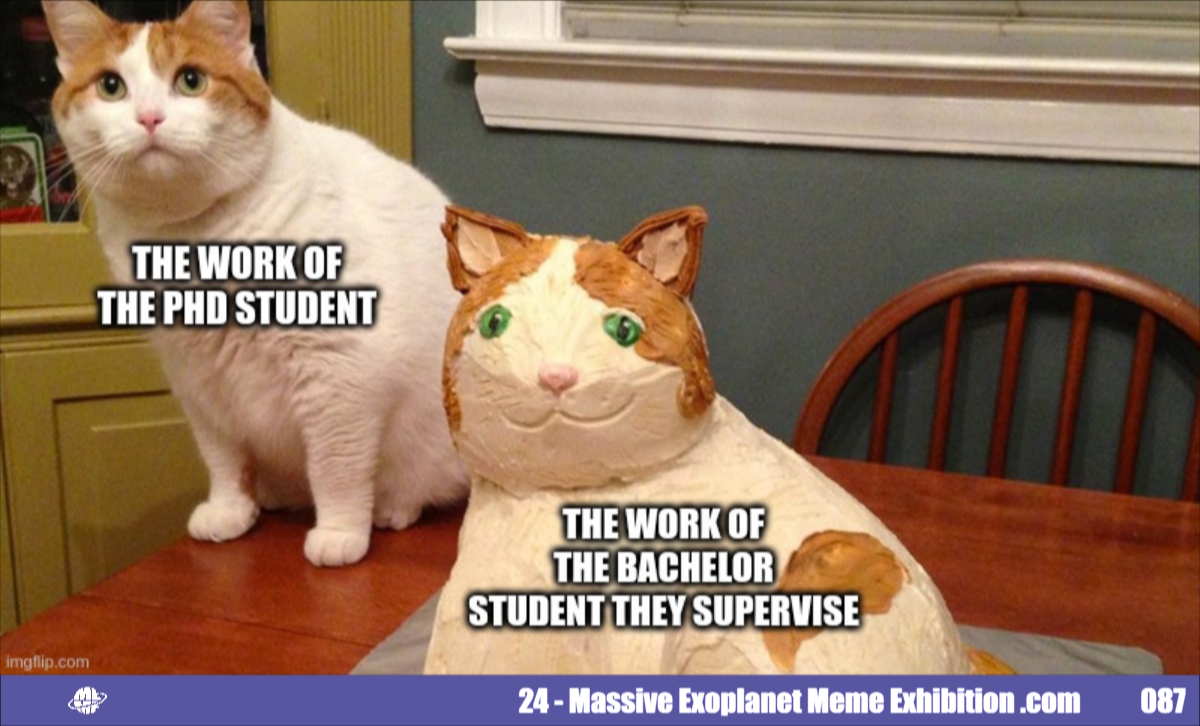 THE WORK OF
THE PHD STUDENT
THE WORK OF
THE BACHELOR
STUDENT THEY SUPERVISE
imgflip.com
24 - Massive Exoplanet Meme Exhibition .com 087